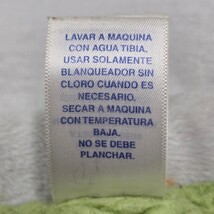 LAVAR A MAQUINA
CON AGUA TIBIA.
USAR SOLAMENTE
BLANQUEADOR SIN
CLORO CUANDO ES
NECESARIO.
SECAR A MAQUINA
CON TEMPERATURA
BAJA.
NO SE DEBE
PLANCHAR.